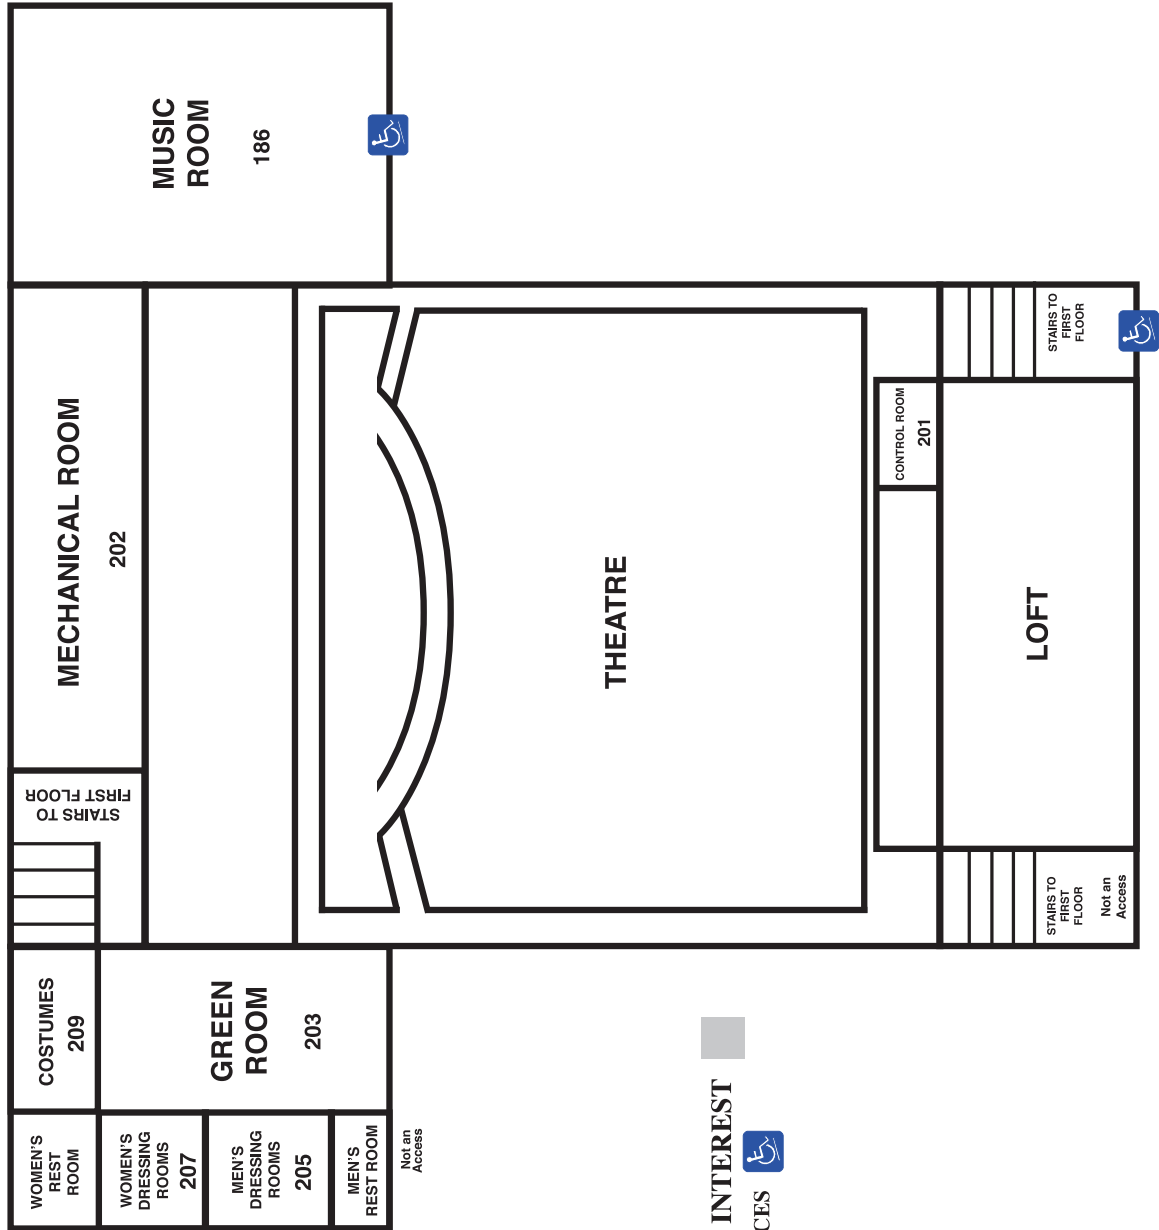 MUSIC
ROOM
186
MECHANICAL ROOM
202
STAIRS TO
FIRST FLOOR
COSTUMES
209
GREEN
ROOM
203
WOMEN'S
REST
ROOM
WOMEN'S
DRESSING
ROOMS
207
MEN'S
DRESSING
ROOMS
205
MEN'S
REST ROOM
Not an
Access
THEATRE
CONTROL ROOM
201
LOFT
STAIRS TO
FIRST
FLOOR
STAIRS TO
FIRST
FLOOR
Not an
Access
INTEREST